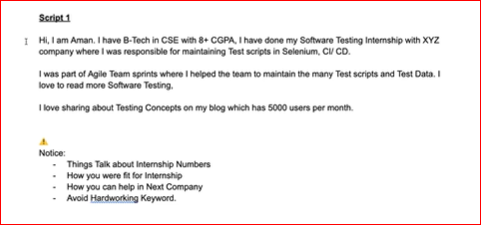 Script 1
Hi, I am Aman. I have B-Tech in CSE with 8+ CGPA, I have done my Software Testing Internship with XYZ
company where I was responsible for maintaining Test scripts in Selenium, CI/ CD.
I was part of Agile Team sprints where I helped the team to maintain the many Test scripts and Test Data. I
love to read more Software Testing,
I love sharing about Testing Concepts on my blog which has 5000 users per month.
Notice:
- Things Talk about Internship Numbers
- How you were fit for Internship
- How you can help in Next Company
- Avoid Hardworking Keyword.